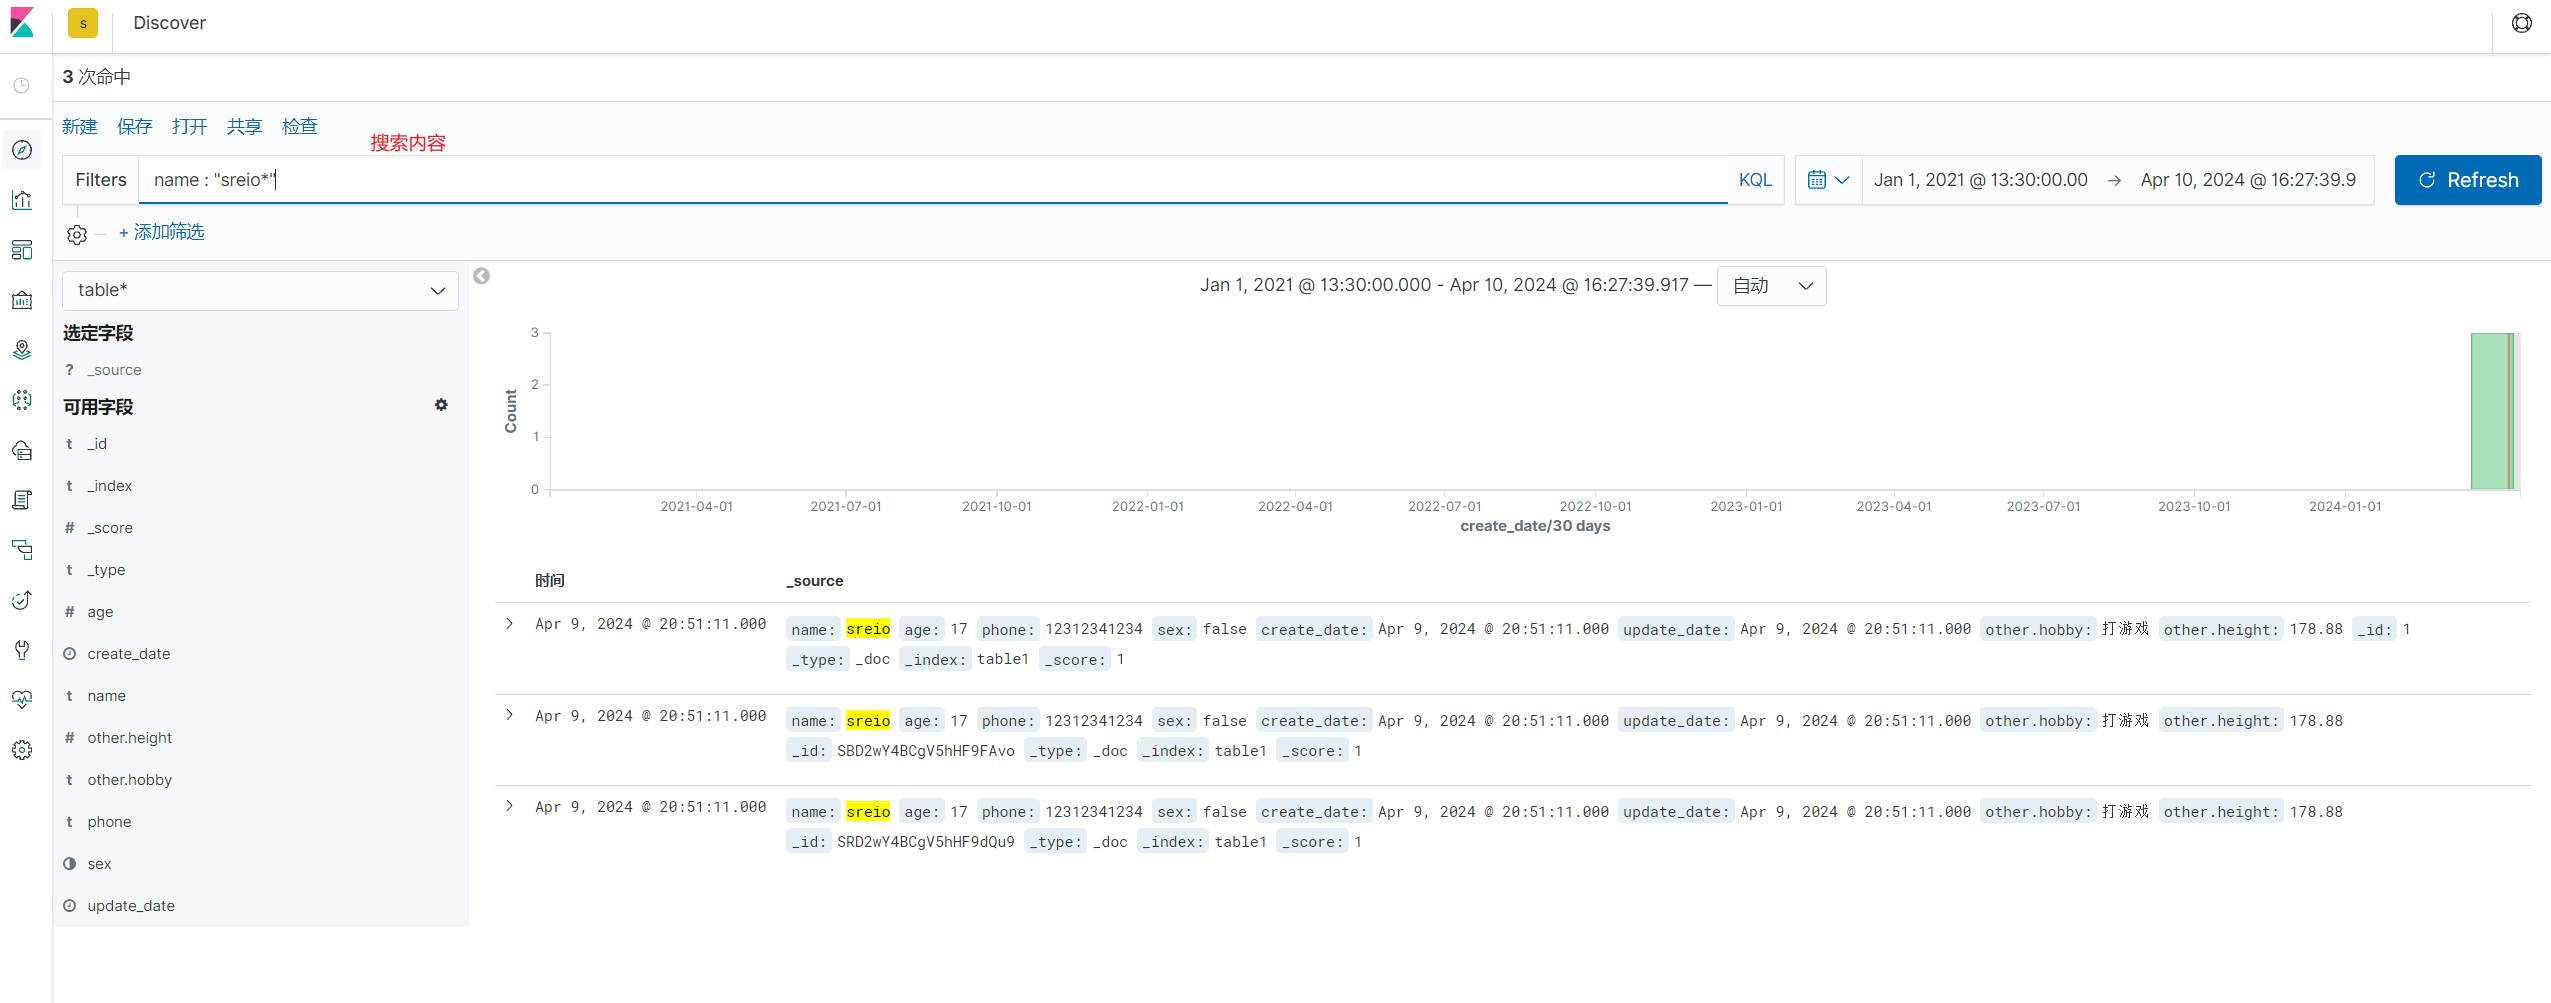 s Discover
3 次命中
新建 保存 打开 共享 检查
搜索内容
Filters name : "sreio*" KQL Jan 1, 2021 @ 13:30:00.00 → Apr 10, 2024 @ 16:27:39.9 Refresh
+ 添加筛选
table*
选定字段
? _source
可用字段
t _id
t _index
# _score
t _type
# age
create_date
t name
# other.height
t other.hobby
t phone
sex
update_date
Jan 1, 2021 @ 13:30:00.000 - Apr 10, 2024 @ 16:27:39.917 — 自动
Count
3
2
1
0
2021-04-01 2021-07-01 2021-10-01 2022-01-01 2022-04-01 2022-07-01 2022-10-01 2023-01-01 2023-04-01 2023-07-01 2023-10-01 2024-01-01
create_date/30 days
时间 _source
Apr 9, 2024 @ 20:51:11.000 name: sreio age: 17 phone: 12312341234 sex: false create_date: Apr 9, 2024 @ 20:51:11.000 update_date: Apr 9, 2024 @ 20:51:11.000 other.hobby: 打游戏 other.height: 178.88 _id: 1
_type: _doc _index: table1 _score: 1
Apr 9, 2024 @ 20:51:11.000 name: sreio age: 17 phone: 12312341234 sex: false create_date: Apr 9, 2024 @ 20:51:11.000 update_date: Apr 9, 2024 @ 20:51:11.000 other.hobby: 打游戏 other.height: 178.88
_id: SBD2wY4BCgV5hHF9FAvo _type: _doc _index: table1 _score: 1
Apr 9, 2024 @ 20:51:11.000 name: sreio age: 17 phone: 12312341234 sex: false create_date: Apr 9, 2024 @ 20:51:11.000 update_date: Apr 9, 2024 @ 20:51:11.000 other.hobby: 打游戏 other.height: 178.88
_id: SRD2wY4BCgV5hHF9dQu9 _type: _doc _index: table1 _score: 1